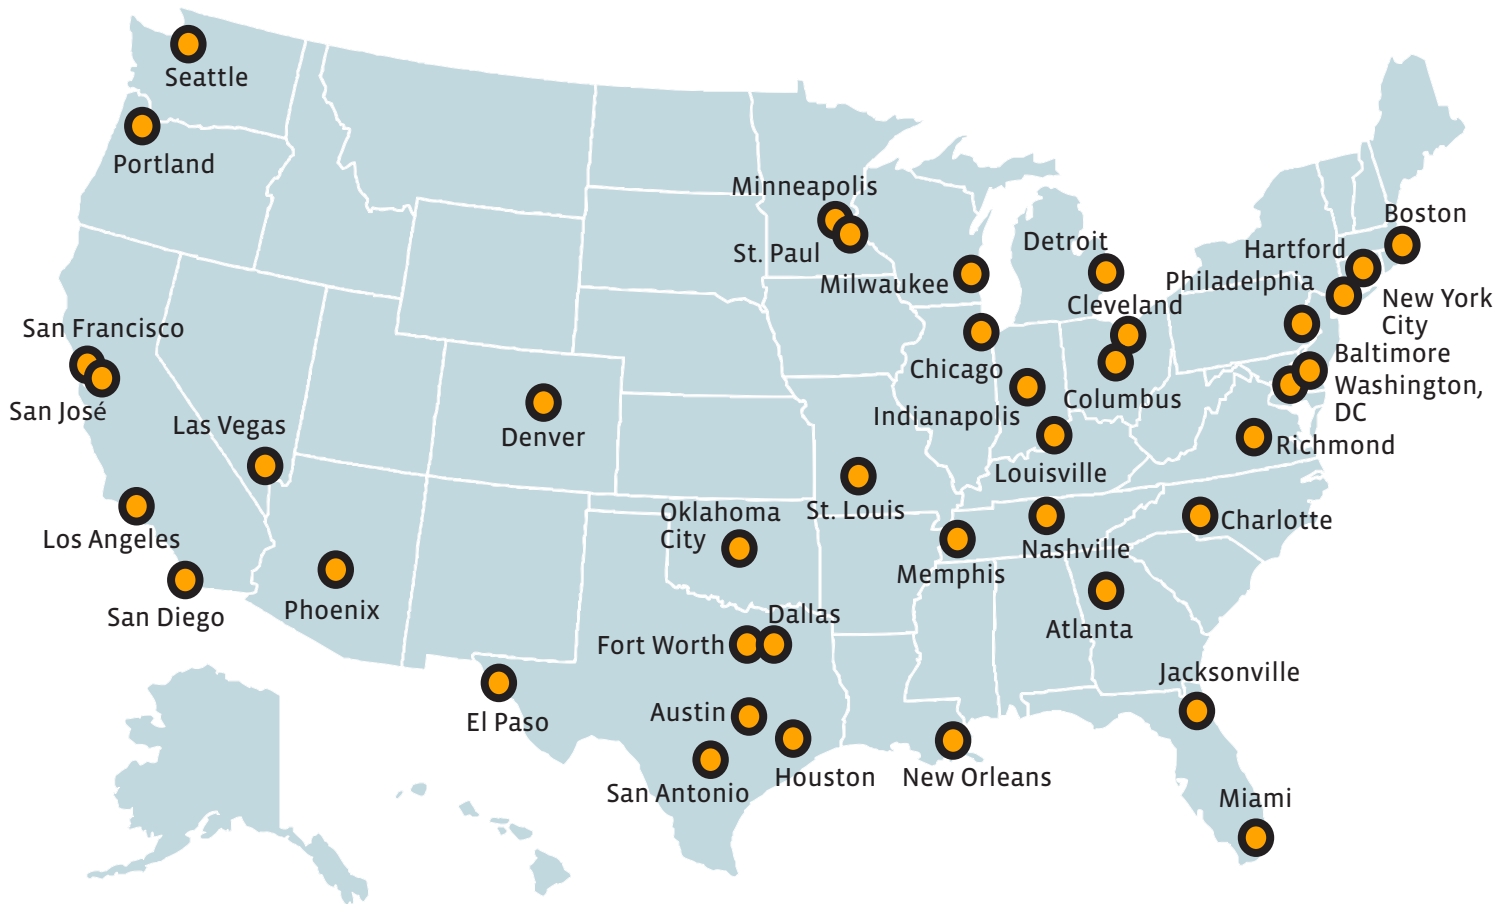 Seattle
Portland
Minneapolis
St. Paul
Milwaukee
Detroit
Cleveland
Boston
Hartford
Philadelphia
New York
City
Baltimore
Washington,
DC
San Francisco
San José
Las Vegas
Denver
Chicago
Indianapolis
Columbus
Louisville
Richmond
Los Angeles
San Diego
Phoenix
Oklahoma
City
St. Louis
Memphis
Nashville
Charlotte
Atlanta
Fort Worth
Dallas
El Paso
Austin
San Antonio
Houston
New Orleans
Jacksonville
Miami